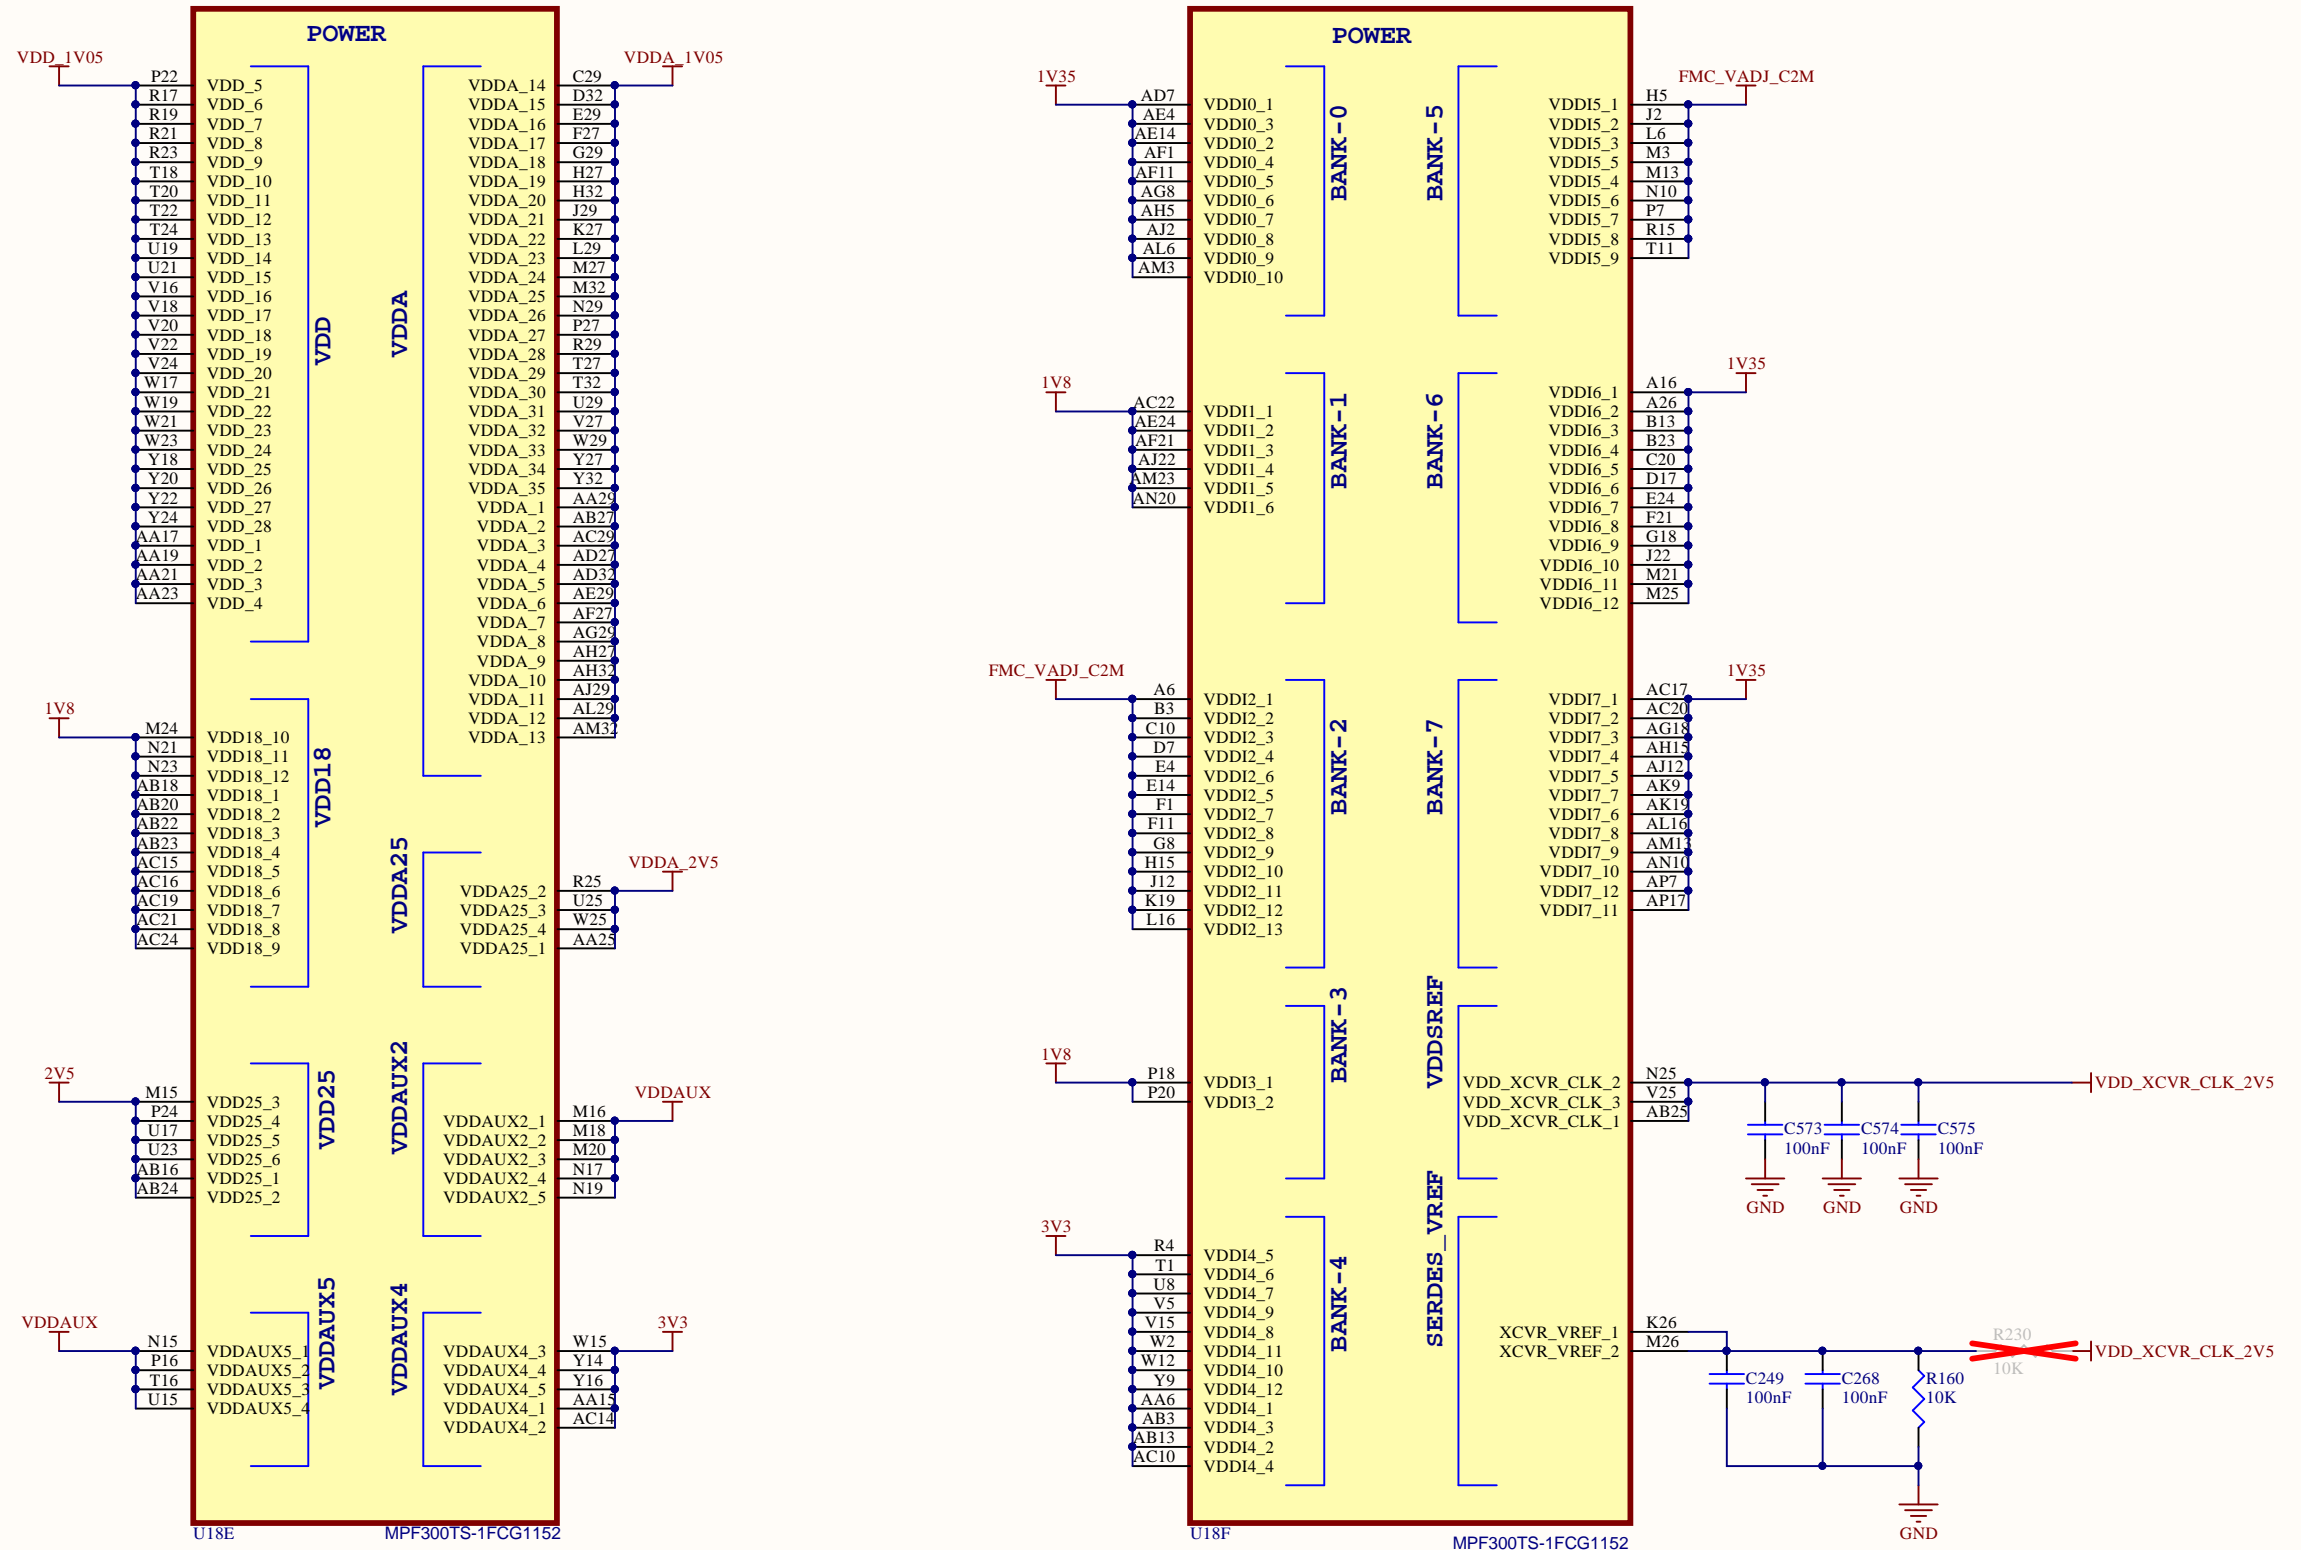 POWER
VDD_1V05
VDDA_1V05
P22 VDD_5
R17 VDD_6
R19 VDD_7
R21 VDD_8
R23 VDD_9
T18 VDD_10
T20 VDD_11
T22 VDD_12
T24 VDD_13
U19 VDD_14
U21 VDD_15
V16 VDD_16
V18 VDD_17
V20 VDD_18
V22 VDD_19
V24 VDD_20
W17 VDD_21
W19 VDD_22
W21 VDD_23
W23 VDD_24
Y18 VDD_25
Y20 VDD_26
Y22 VDD_27
Y24 VDD_28
AA17 VDD_1
AA19 VDD_2
AA21 VDD_3
AA23 VDD_4
VDD
VDDA
VDDA_14 C29
VDDA_15 D32
VDDA_16 E29
VDDA_17 F27
VDDA_18 G29
VDDA_19 H27
VDDA_20 H32
VDDA_21 J29
VDDA_22 K27
VDDA_23 L29
VDDA_24 M27
VDDA_25 M32
VDDA_26 N29
VDDA_27 P27
VDDA_28 R29
VDDA_29 T27
VDDA_30 T32
VDDA_31 U29
VDDA_32 V27
VDDA_33 W29
VDDA_34 Y27
VDDA_35 Y32
VDDA_1 AA29
VDDA_2 AB27
VDDA_3 AC29
VDDA_4 AD27
VDDA_5 AD32
VDDA_6 AE29
VDDA_7 AF27
VDDA_8 AG29
VDDA_9 AH27
VDDA_10 AH32
VDDA_11 AJ29
VDDA_12 AL29
VDDA_13 AM32
1V8
M24 VDD18_10
N21 VDD18_11
N23 VDD18_12
AB18 VDD18_1
AB20 VDD18_2
AB22 VDD18_3
AB23 VDD18_4
AC15 VDD18_5
AC16 VDD18_6
AC19 VDD18_7
AC21 VDD18_8
AC24 VDD18_9
VDD18
VDDA25
VDDA_2V5
VDDA25_2 R25
VDDA25_3 U25
VDDA25_4 W25
VDDA25_1 AA25
2V5
M15 VDD25_3
P24 VDD25_4
U17 VDD25_5
U23 VDD25_6
AB16 VDD25_1
AB24 VDD25_2
VDD25
VDDAUX2
VDDAUX
VDDAUX2_1 M16
VDDAUX2_2 M18
VDDAUX2_3 M20
VDDAUX2_4 N17
VDDAUX2_5 N19
VDDAUX
N15 VDDAUX5_1
P16 VDDAUX5_2
T16 VDDAUX5_3
U15 VDDAUX5_4
VDDAUX5
VDDAUX4
3V3
VDDAUX4_3 W15
VDDAUX4_4 Y14
VDDAUX4_5 Y16
VDDAUX4_1 AA15
VDDAUX4_2 AC14
U18E
MPF300TS-1FCG1152
POWER
1V35
AD7 VDDI0_1
AE4 VDDI0_3
AE14 VDDI0_2
AF1 VDDI0_4
AF11 VDDI0_5
AG8 VDDI0_6
AH5 VDDI0_7
AJ2 VDDI0_8
AL6 VDDI0_9
AM3 VDDI0_10
BANK-0
BANK-5
FMC_VADJ_C2M
VDDI5_1 H5
VDDI5_2 J2
VDDI5_3 L6
VDDI5_5 M3
VDDI5_4 M13
VDDI5_6 N10
VDDI5_7 P7
VDDI5_8 R15
VDDI5_9 T11
1V8
AC22 VDDI1_1
AE24 VDDI1_2
AF21 VDDI1_3
AJ22 VDDI1_4
AM23 VDDI1_5
AN20 VDDI1_6
BANK-1
BANK-6
1V35
VDDI6_1 A16
VDDI6_2 A26
VDDI6_3 B13
VDDI6_4 B23
VDDI6_5 C20
VDDI6_6 D17
VDDI6_7 E24
VDDI6_8 F21
VDDI6_9 G18
VDDI6_10 J22
VDDI6_11 M21
VDDI6_12 M25
FMC_VADJ_C2M
A6 VDDI2_1
B3 VDDI2_2
C10 VDDI2_3
D7 VDDI2_4
E4 VDDI2_6
E14 VDDI2_5
F1 VDDI2_7
F11 VDDI2_8
G8 VDDI2_9
H15 VDDI2_10
J12 VDDI2_11
K19 VDDI2_12
L16 VDDI2_13
BANK-2
BANK-7
1V35
VDDI7_1 AC17
VDDI7_2 AC20
VDDI7_3 AG18
VDDI7_4 AH15
VDDI7_5 AJ12
VDDI7_7 AK9
VDDI7_6 AK19
VDDI7_8 AL16
VDDI7_9 AM13
VDDI7_10 AN10
VDDI7_12 AP7
VDDI7_11 AP17
1V8
P18 VDDI3_1
P20 VDDI3_2
BANK-3
VDDSREF
VDD_XCVR_CLK_2 N25
VDD_XCVR_CLK_3 V25
VDD_XCVR_CLK_1 AB25
VDD_XCVR_CLK_2V5
C573 100nF
C574 100nF
C575 100nF
GND
GND
GND
3V3
R4 VDDI4_5
T1 VDDI4_6
U8 VDDI4_7
V5 VDDI4_9
V15 VDDI4_8
W2 VDDI4_11
W12 VDDI4_10
Y9 VDDI4_12
AA6 VDDI4_1
AB3 VDDI4_3
AB13 VDDI4_2
AC10 VDDI4_4
BANK-4
SERDES_VREF
XCVR_VREF_1 K26
XCVR_VREF_2 M26
R230
10K
VDD_XCVR_CLK_2V5
C249 100nF
C268 100nF
R160 10K
GND
U18F
MPF300TS-1FCG1152